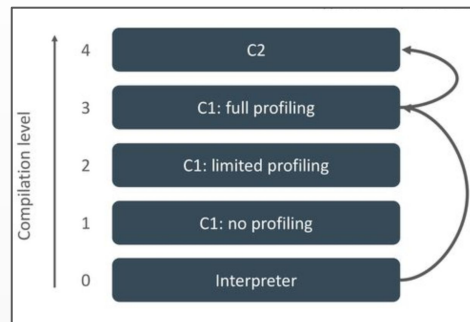 Compilation level
4
C2
3
C1: full profiling
2
C1: limited profiling
1
C1: no profiling
0
Interpreter